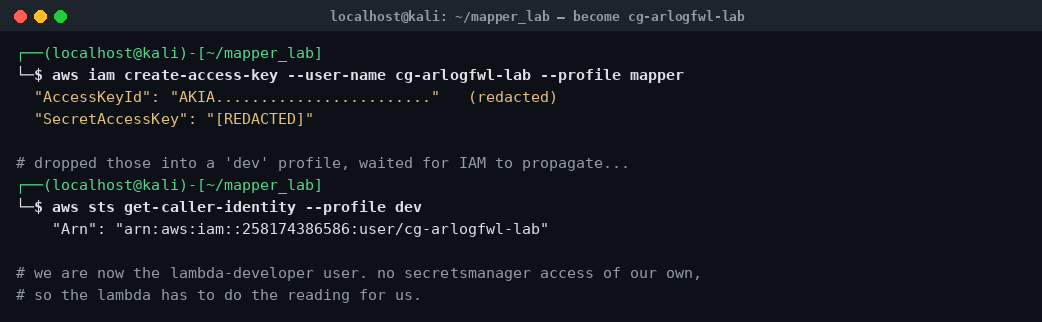 localhost@kali: ~/mapper_lab — become cg-arlogfwl-lab
┌──(localhost@kali)-[~/mapper_lab]
└─$ aws iam create-access-key --user-name cg-arlogfwl-lab --profile mapper
"AccessKeyId": "AKIA........................"   (redacted)
"SecretAccessKey": "[REDACTED]"
# dropped those into a 'dev' profile, waited for IAM to propagate...
┌──(localhost@kali)-[~/mapper_lab]
└─$ aws sts get-caller-identity --profile dev
"Arn": "arn:aws:iam::258174386586:user/cg-arlogfwl-lab"
# we are now the lambda-developer user. no secretsmanager access of our own,
# so the lambda has to do the reading for us.